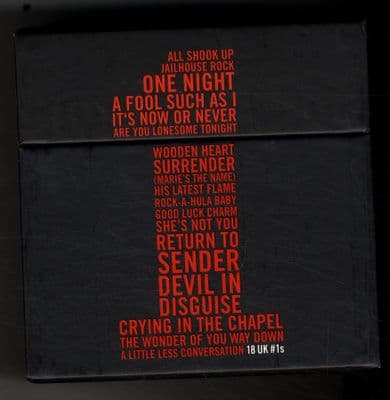 ALL SHOOK UP
JAILHOUSE ROCK
ONE NIGHT
A FOOL SUCH AS I
IT'S NOW OR NEVER
ARE YOU LONESOME TONIGHT
WOODEN HEART
SURRENDER
(MARIE'S THE NAME)
HIS LATEST FLAME
ROCK-A-HULA BABY
GOOD LUCK CHARM
SHE'S NOT YOU
RETURN TO
SENDER
DEVIL IN
DISGUISE
CRYING IN THE CHAPEL
THE WONDER OF YOU WAY DOWN
A LITTLE LESS CONVERSATION 18 UK #1s